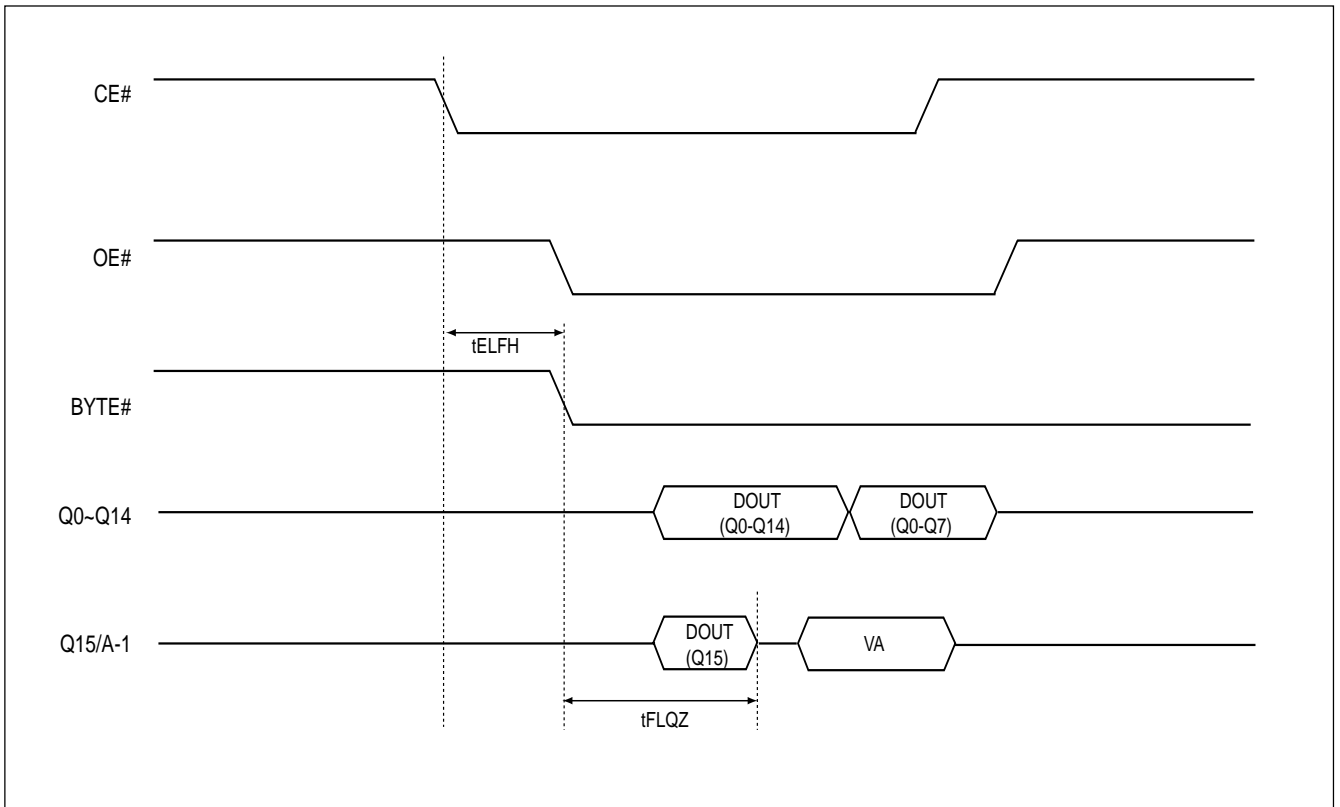 CE#
OE#
tELFH
BYTE#
Q0~Q14
DOUT
(Q0-Q14)
DOUT
(Q0-Q7)
Q15/A-1
DOUT
(Q15)
VA
tFLQZ